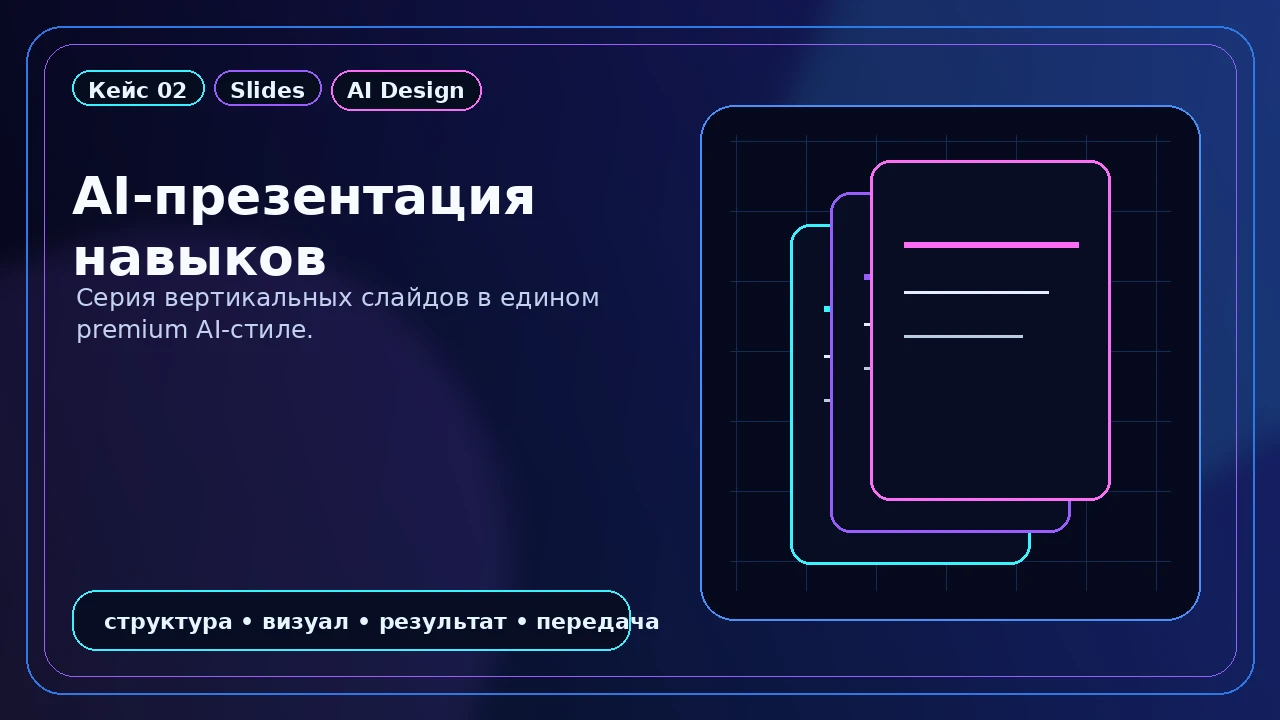 Кейс 02 Slides AI Design
AI-презентация
навыков
Серия вертикальных слайдов в едином
premium AI-стиле.
структура • визуал • результат • передача